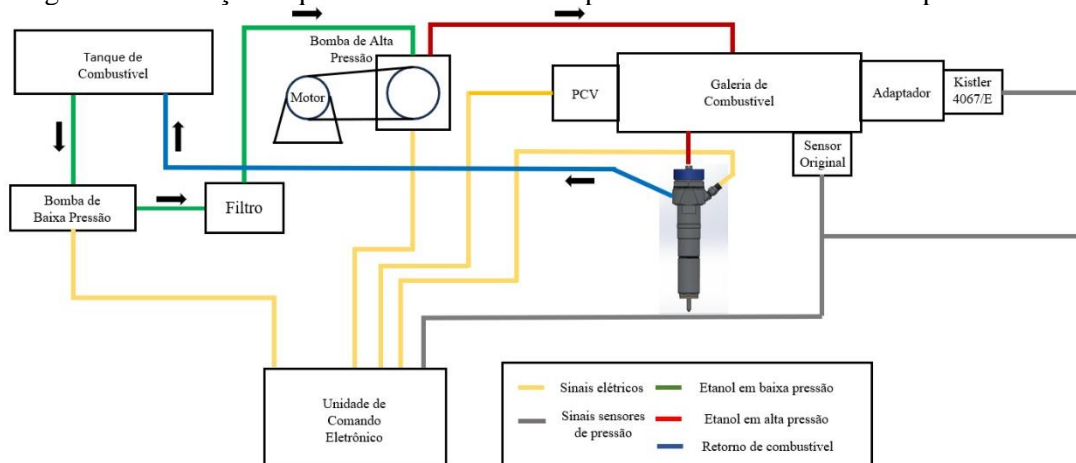 Tanque de
Combustível
Bomba de Alta
Pressão
Motor
PCV
Galeria de
Combustível
Adaptador
Kistler
4067/E
Sensor
Original
Bomba de
Baixa Pressão
Filtro
Unidade de
Comando
Eletrônico
Sinais elétricos
Etanol em baixa pressão
Sinais sensores
de pressão
Etanol em alta pressão
Retorno de combustível